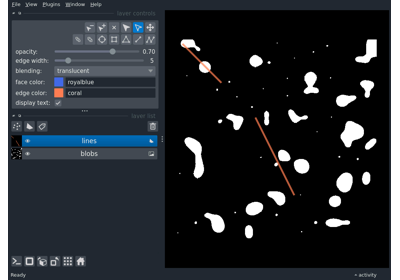 File View Plugins Window Help
layer controls
opacity: 0.70
edge width: 5
blending: translucent
face color: royalblue
edge color: coral
display text:
layer list
lines
blobs
Ready activity